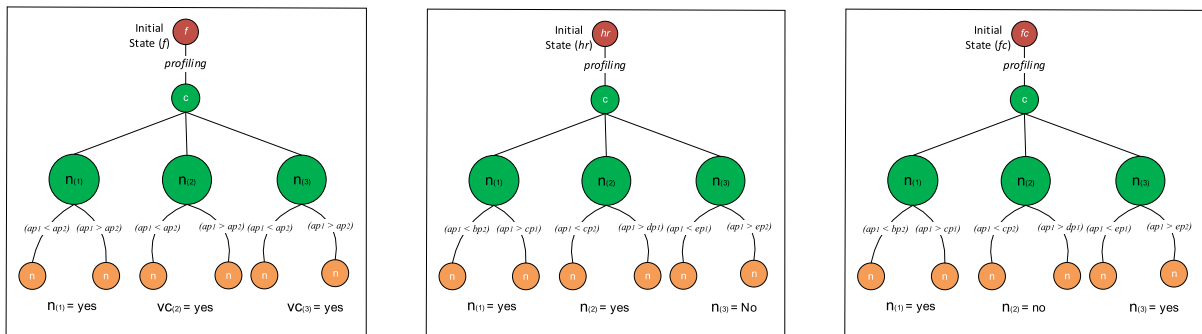 Initial
State (f)
f
profiling
c
n(1) n(2) n(3)
(ap1 < ap2) (ap1 > ap2) (ap1 < ap2) (ap1 > ap2) (ap1 < ap2) (ap1 > ap2)
n n n n n n
n(1) = yes vc(2) = yes vc(3) = yes
Initial
State (hr)
hr
profiling
c
n(1) n(2) n(3)
(ap1 < bp2) (ap1 > cp1) (ap1 < cp2) (ap1 > dp1) (ap1 < ep1) (ap1 > ep2)
n n n n n n
n(1) = yes n(2) = yes n(3) = No
Initial
State (fc)
fc
profiling
c
n(1) n(2) n(3)
(ap1 < bp2) (ap1 > cp1) (ap1 < cp2) (ap1 > dp1) (ap1 < ep1) (ap1 > ep2)
n n n n n n
n(1) = yes n(2) = no n(3) = yes